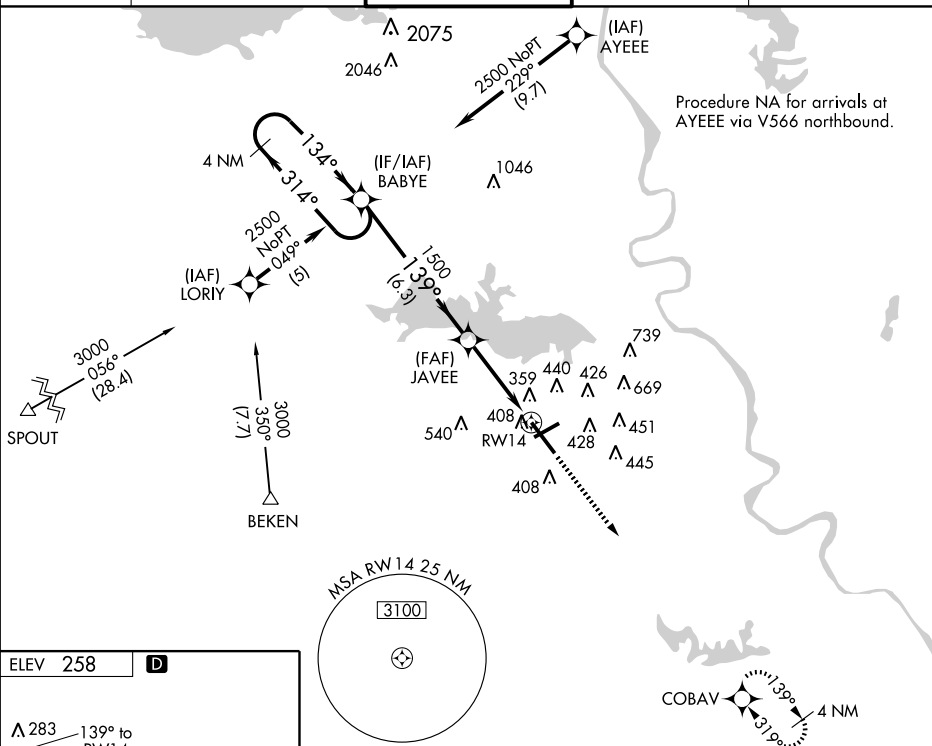 2075
2046
(IAF)
AYEEE
2500 NoPT
229°
(9.7)
Procedure NA for arrivals at
AYEEE via V566 northbound.
4 NM
134°
314°
(IF/IAF)
BABYE
1046
2500
NoPT
049°
(5)
(IAF)
LORIY
1500
139°
(6.3)
3000
056°
(28.4)
SPOUT
3000
350°
(7.7)
BEKEN
(FAF)
JAVEE
739
359
440
426
669
408
RW14
540
428
451
445
408
MSA RW14 25 NM
3100
ELEV 258
D
283
139° to
RW14
COBAV
139°
319°
4 NM